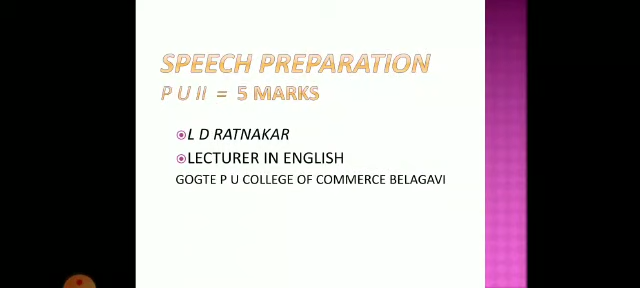 SPEECH PREPARATION
P U II = 5 MARKS
L D RATNAKAR
LECTURER IN ENGLISH
GOGTE P U COLLEGE OF COMMERCE BELAGAVI